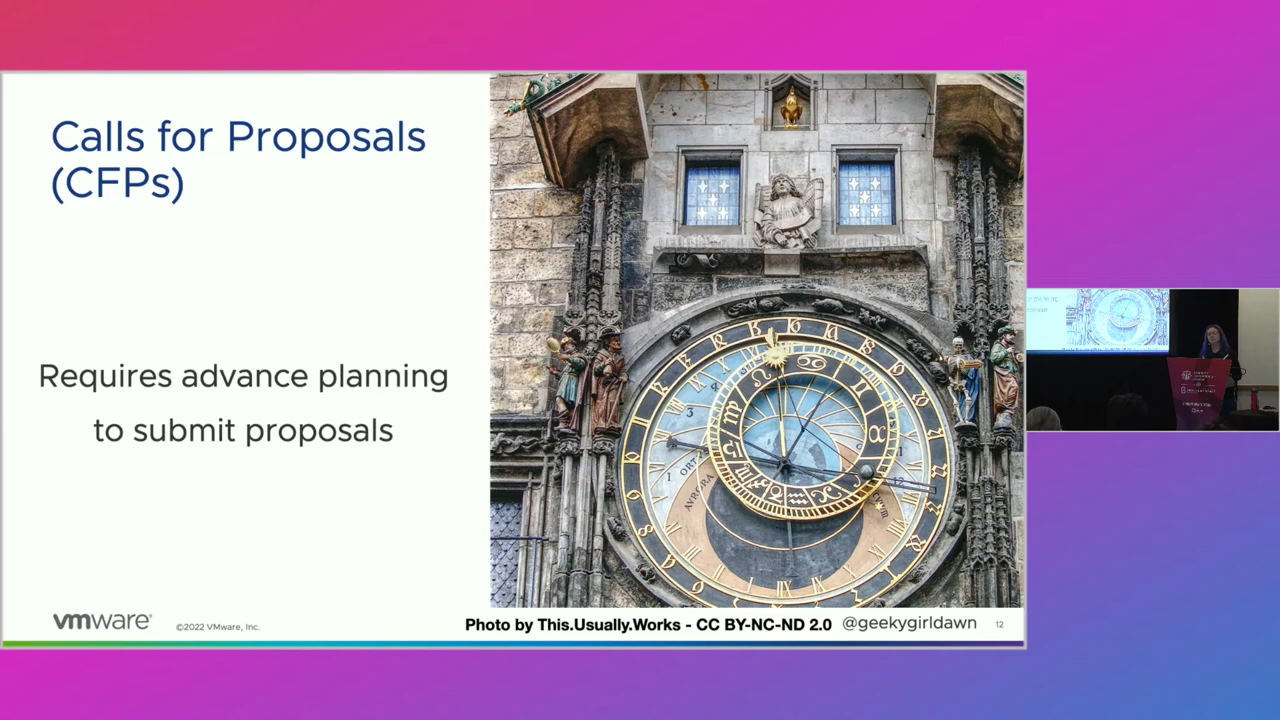 Calls for Proposals
(CFPs)
Requires advance planning
to submit proposals
vmware®
©2022 VMware, Inc.
Photo by This.Usually.Works - CC BY-NC-ND 2.0
@geekygirldawn
12